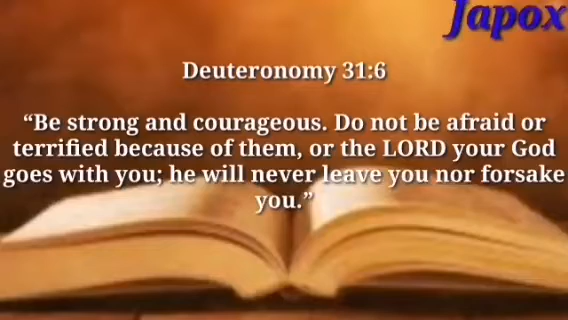 Japox
Deuteronomy 31:6
“Be strong and courageous. Do not be afraid or
terrified because of them, or the LORD your God
goes with you; he will never leave you nor forsake
you.”